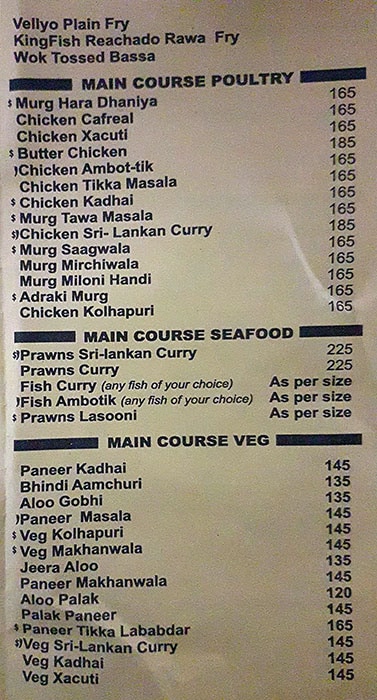 Vellyo Plain Fry
KingFish Reachado Rawa Fry
Wok Tossed Bassa
MAIN COURSE POULTRY
$ Murg Hara Dhaniya 165
Chicken Cafreal 165
Chicken Xacuti 165
$ Butter Chicken 185
)Chicken Ambot-tik 165
Chicken Tikka Masala 165
$ Chicken Kadhai 165
$ Murg Tawa Masala 165
$)Chicken Sri- Lankan Curry 185
$ Murg Saagwala 165
Murg Mirchiwala 165
Murg Miloni Handi 165
$ Adraki Murg 165
Chicken Kolhapuri 165
MAIN COURSE SEAFOOD
$)Prawns Sri-lankan Curry 225
Prawns Curry 225
Fish Curry (any fish of your choice) As per size
)Fish Ambotik (any fish of your choice) As per size
$ Prawns Lasooni As per size
MAIN COURSE VEG
Paneer Kadhai 145
Bhindi Aamchuri 135
Aloo Gobhi 135
)Paneer Masala 145
$ Veg Kolhapuri 145
$ Veg Makhanwala 145
Jeera Aloo 135
Paneer Makhanwala 145
Aloo Palak 120
Palak Paneer 145
$ Paneer Tikka Lababdar 165
$)Veg Sri-Lankan Curry 145
Veg Kadhai 145
Veg Xacuti 145